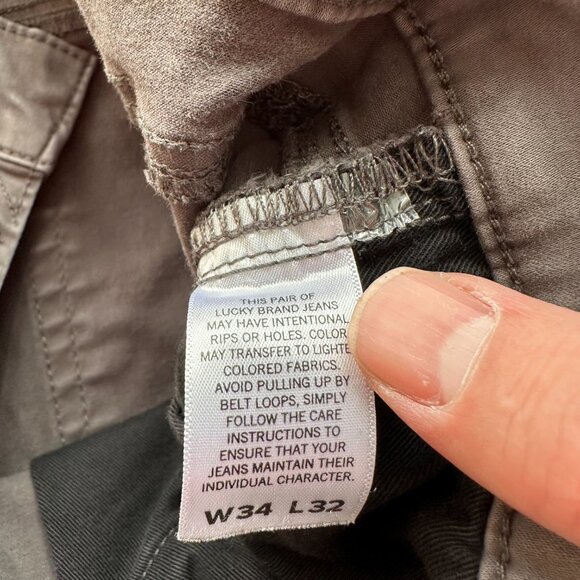 THIS PAIR OF
LUCKY BRAND JEANS
MAY HAVE INTENTIONAL
RIPS OR HOLES. COLOR
MAY TRANSFER TO LIGHTE
COLORED FABRICS.
AVOID PULLING UP BY
BELT LOOPS, SIMPLY
FOLLOW THE CARE
INSTRUCTIONS TO
ENSURE THAT YOUR
JEANS MAINTAIN THEIR
INDIVIDUAL CHARACTER.
W34 L32